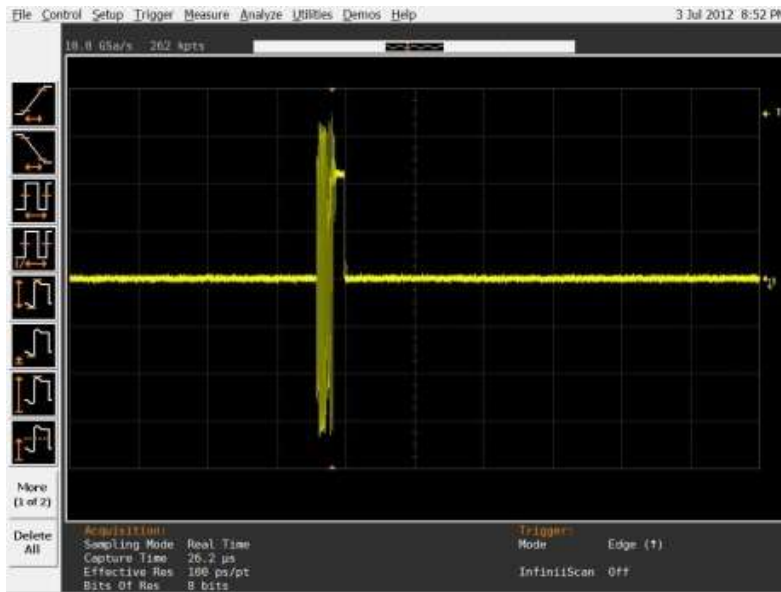 File Control Setup Trigger Measure Analyze Utilities Demos Help 3 Jul 2012 8:52 PM
10.0 GSa/s 262 kpts
More
(1 of 2)
Delete
All
Acquisition:
Sampling Mode Real Time
Capture Time 26.2 µs
Effective Res 100 ps/pt
Bits Of Res 8 bits
Trigger:
Mode Edge (↑)
InfiniiScan Off